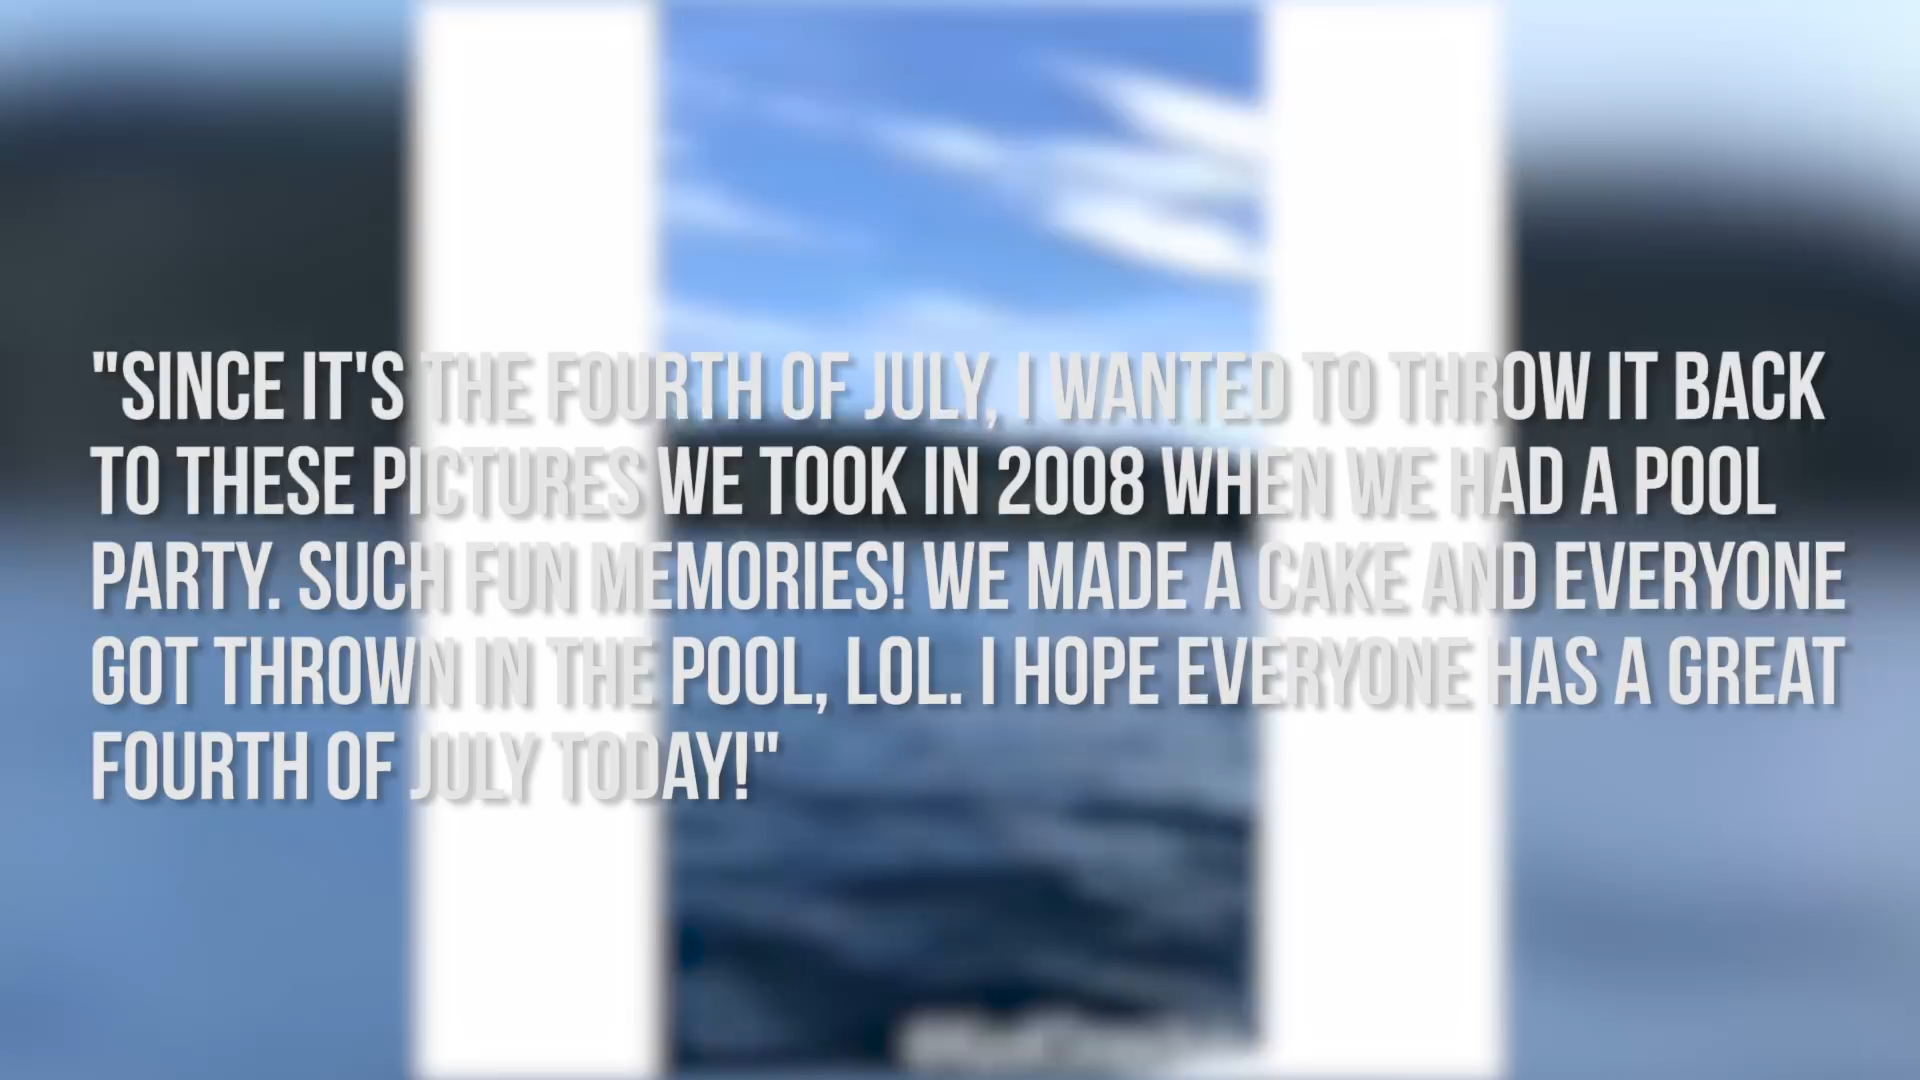 "SINCE IT'S THE FOURTH OF JULY, I WANTED TO THROW IT BACK
TO THESE PICTURES WE TOOK IN 2008 WHEN WE HAD A POOL
PARTY. SUCH FUN MEMORIES! WE MADE A CAKE AND EVERYONE
GOT THROWN IN THE POOL, LOL. I HOPE EVERYONE HAS A GREAT
FOURTH OF JULY TODAY!"